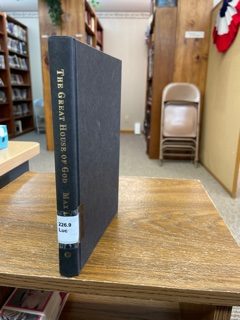 THE GREAT HOUSE OF GOD MAX
226.9
Luc